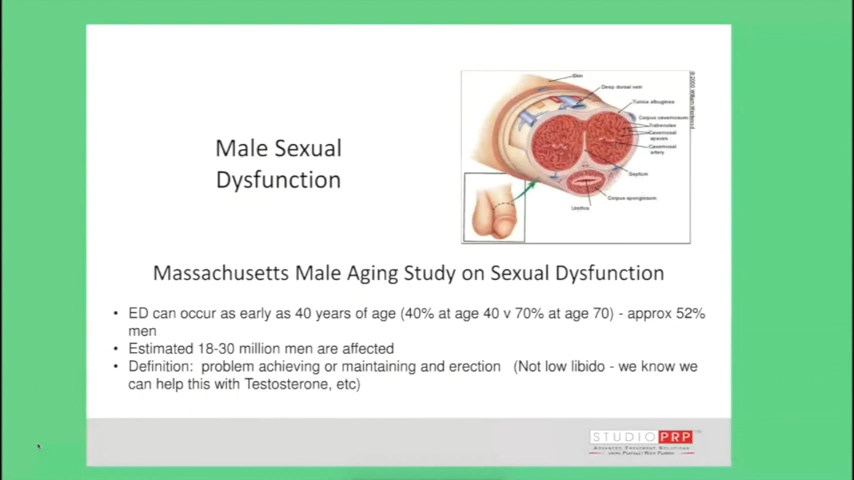 Male Sexual
Dysfunction
Skin
Deep dorsal vein
Tunica albuginea
Corpus cavernosum:
Trabeculae
Cavernosal
spaces
Cavernosal
artery
Septum
Corpus spongiosum
Urethra
Massachusetts Male Aging Study on Sexual Dysfunction
• ED can occur as early as 40 years of age (40% at age 40 v 70% at age 70) - approx 52%
men
• Estimated 18-30 million men are affected
• Definition: problem achieving or maintaining and erection (Not low libido - we know we
can help this with Testosterone, etc)
STUDIO PRP
ADVANCED TREATMENT SOLUTIONS